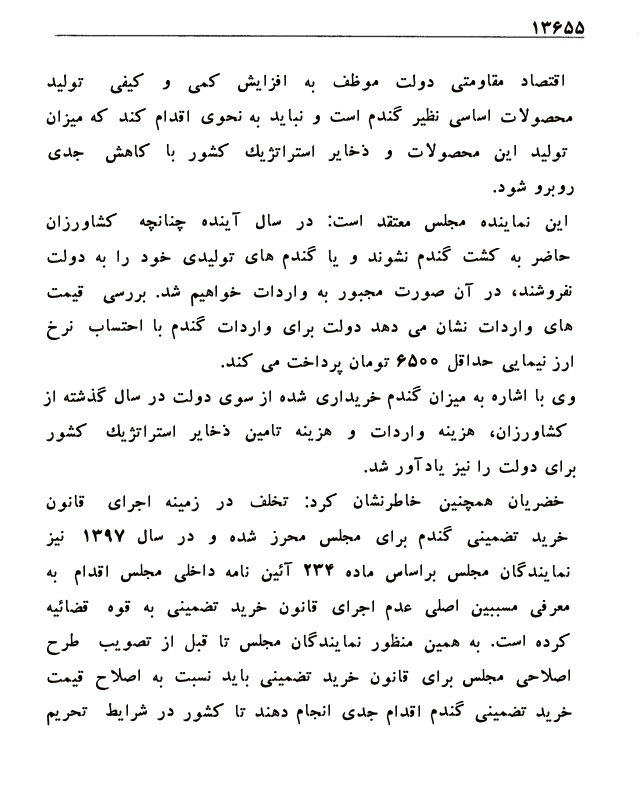 ۱۳۶۵۵
اقتصاد مقاومتی دولت موظف به افزایش کمی و کیفی تولید
محصولات اساسی نظیر گندم است و نباید به نحوی اقدام کند که میزان
تولید این محصولات و ذخایر استراتژیك کشور با کاهش جدی
روبرو شود.
این نماینده مجلس معتقد است: در سال آینده چنانچه کشاورزان
حاضر به کشت گندم نشوند و یا گندم های تولیدی خود را به دولت
نفروشند، در آن صورت مجبور به واردات خواهیم شد. بررسی قیمت
های واردات نشان می دهد دولت برای واردات گندم با احتساب نرخ
ارز نیمایی حداقل ۶۵۰۰ تومان پرداخت می کند.
وی با اشاره به میزان گندم خریداری شده از سوی دولت در سال گذشته از
کشاورزان، هزینه واردات و هزینه تامین ذخایر استراتژیك کشور
برای دولت را نیز یادآور شد.
خضریان همچنین خاطرنشان کرد: تخلف در زمینه اجرای قانون
خرید تضمینی گندم برای مجلس محرز شده و در سال ۱۳۹۷ نیز
نمایندگان مجلس براساس ماده ۲۳۴ آئین نامه داخلی مجلس اقدام به
معرفی مسببین اصلی عدم اجرای قانون خرید تضمینی به قوه قضائیه
کرده است. به همین منظور نمایندگان مجلس تا قبل از تصویب طرح
اصلاحی مجلس برای قانون خرید تضمینی باید نسبت به اصلاح قیمت
خرید تضمینی گندم اقدام جدی انجام دهند تا کشور در شرایط تحریم